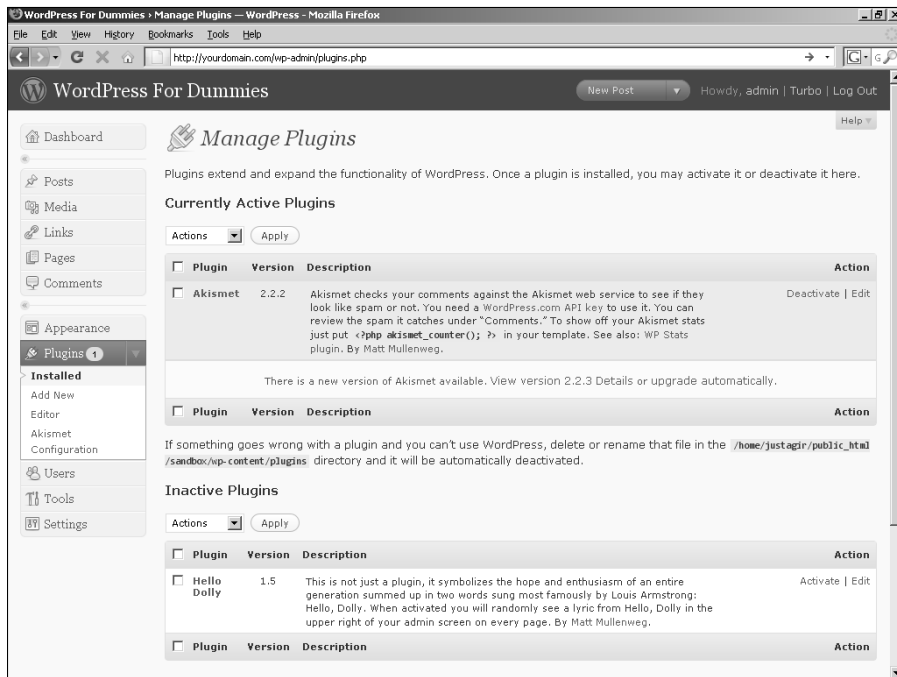 WordPress For Dummies › Manage Plugins — WordPress - Mozilla Firefox
File Edit View History Bookmarks Tools Help
http://yourdomain.com/wp-admin/plugins.php
WordPress For Dummies
New Post
Howdy, admin | Turbo | Log Out
Help
Dashboard
Posts
Media
Links
Pages
Comments
Appearance
Plugins 1
Installed
Add New
Editor
Akismet
Configuration
Users
Tools
Settings
Manage Plugins
Plugins extend and expand the functionality of WordPress. Once a plugin is installed, you may activate it or deactivate it here.
Currently Active Plugins
Actions Apply
Plugin Version Description Action
Akismet 2.2.2 Akismet checks your comments against the Akismet web service to see if they Deactivate | Edit
look like spam or not. You need a WordPress.com API key to use it. You can
review the spam it catches under “Comments.” To show off your Akismet stats
just put <?php akismet_counter(); ?> in your template. See also: WP Stats
plugin. By Matt Mullenweg.
There is a new version of Akismet available. View version 2.2.3 Details or upgrade automatically.
Plugin Version Description Action
If something goes wrong with a plugin and you can’t use WordPress, delete or rename that file in the /home/justagir/public_html
/sandbox/wp-content/plugins directory and it will be automatically deactivated.
Inactive Plugins
Actions Apply
Plugin Version Description Action
Hello 1.5 This is not just a plugin, it symbolizes the hope and enthusiasm of an entire Activate | Edit
Dolly generation summed up in two words sung most famously by Louis Armstrong:
Hello, Dolly. When activated you will randomly see a lyric from Hello, Dolly in the
upper right of your admin screen on every page. By Matt Mullenweg.
Plugin Version Description Action